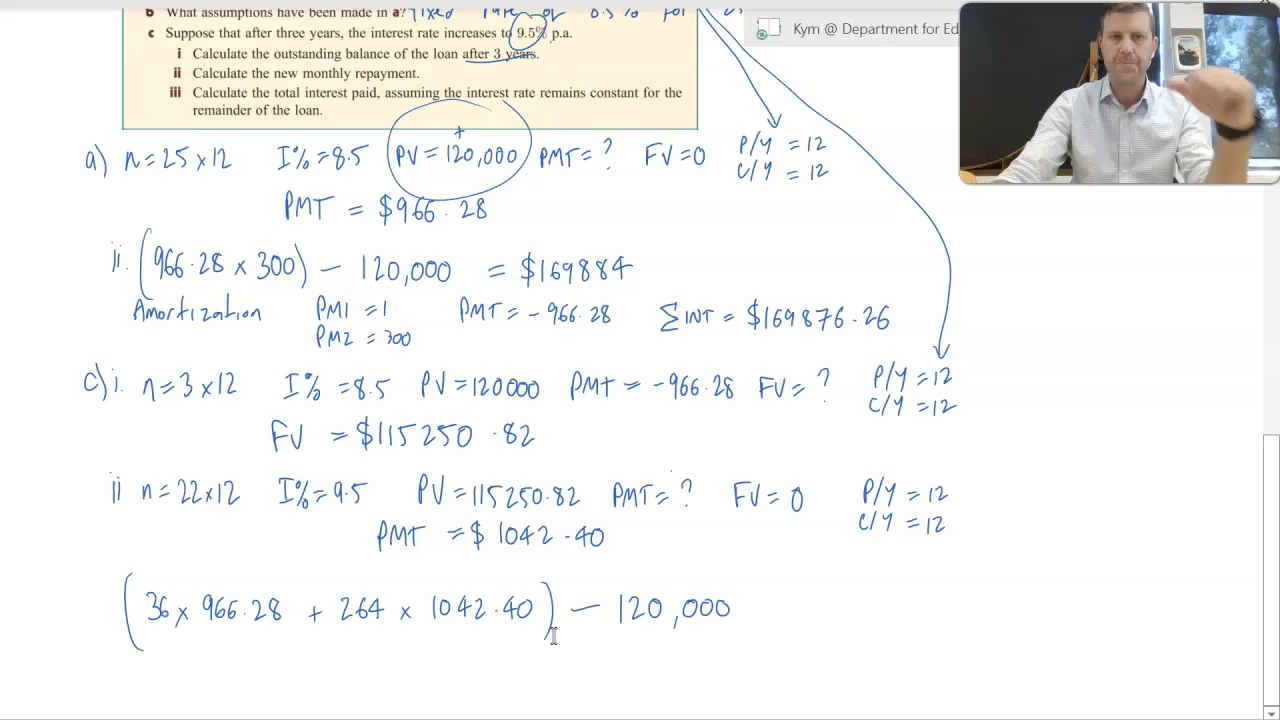 b What assumptions have been made in a? fixed rate of 8.5% for
c Suppose that after three years, the interest rate increases to 9.5% p.a.
i Calculate the outstanding balance of the loan after 3 years.
ii Calculate the new monthly repayment.
iii Calculate the total interest paid, assuming the interest rate remains constant for the
remainder of the loan.
Kym @ Department for Ed
a) n=25×12 I%=8.5 PV=120,000 PMT=? FV=0 P/Y =12
+
C/Y =12
PMT = $966.28
ii. (966.28 × 300) – 120,000 = $169884
Amortization PM1 =1 PMT=-966.28 ΣINT = $169876.26
PM2 =300
c) i. n=3×12 I% =8.5 PV=120000 PMT = -966.28 FV=? P/Y =12
C/Y =12
FV = $115250.82
ii n=22×12 I%=9.5 PV=115250.82 PMT=? FV=0 P/Y =12
C/Y =12
PMT = $1042.40
(36× 966.28 + 264 × 1042.40) – 120,000